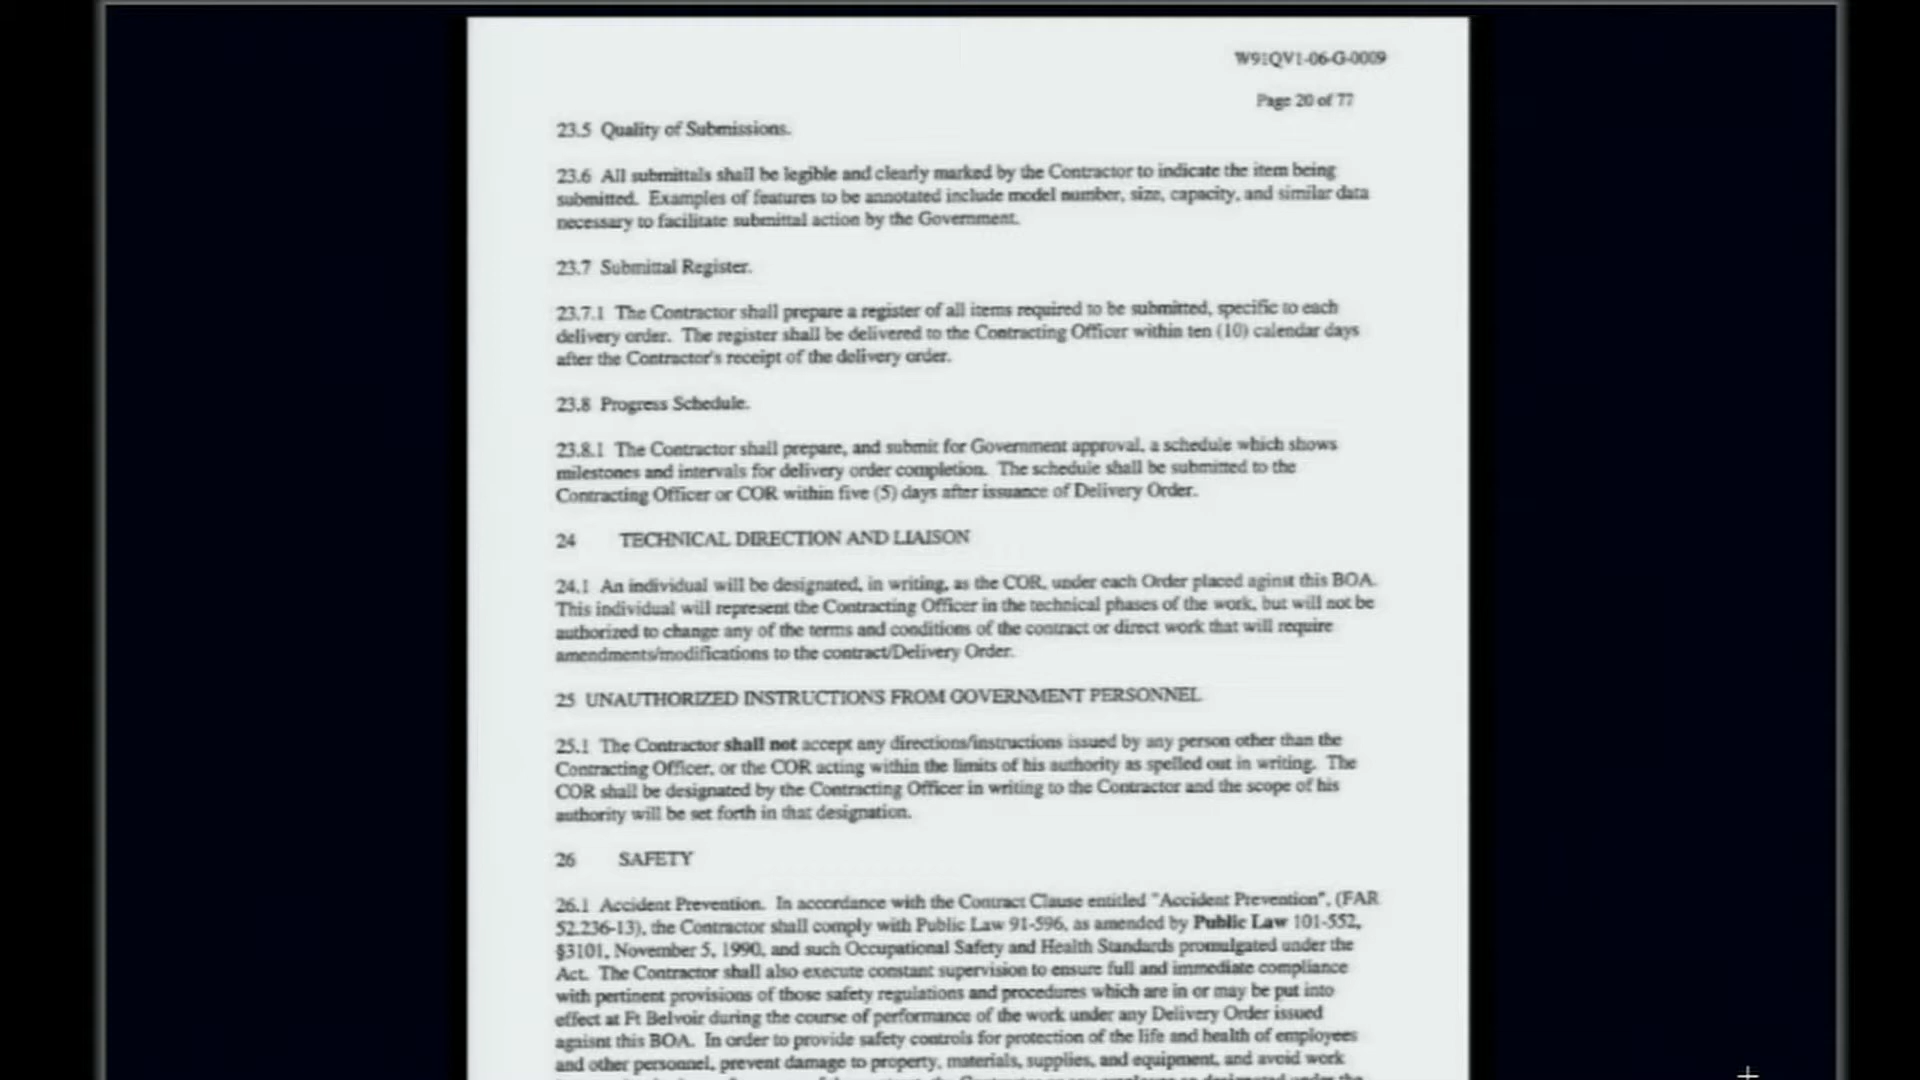 W91QV1-06-G-0009
Page 20 of 77
23.5 Quality of Submissions.
23.6 All submittals shall be legible and clearly marked by the Contractor to indicate the item being
submitted. Examples of features to be annotated include model number, size, capacity, and similar data
necessary to facilitate submittal action by the Government.
23.7 Submittal Register.
23.7.1 The Contractor shall prepare a register of all items required to be submitted, specific to each
delivery order. The register shall be delivered to the Contracting Officer within ten (10) calendar days
after the Contractor's receipt of the delivery order.
23.8 Progress Schedule.
23.8.1 The Contractor shall prepare, and submit for Government approval, a schedule which shows
milestones and intervals for delivery order completion. The schedule shall be submitted to the
Contracting Officer or COR within five (5) days after issuance of Delivery Order.
24 TECHNICAL DIRECTION AND LIAISON
24.1 An individual will be designated, in writing, as the COR, under each Order placed aginst this BOA.
This individual will represent the Contracting Officer in the technical phases of the work, but will not be
authorized to change any of the terms and conditions of the contract or direct work that will require
amendments/modifications to the contract/Delivery Order.
25 UNAUTHORIZED INSTRUCTIONS FROM GOVERNMENT PERSONNEL
25.1 The Contractor shall not accept any directions/instructions issued by any person other than the
Contracting Officer, or the COR acting within the limits of his authority as spelled out in writing. The
COR shall be designated by the Contracting Officer in writing to the Contractor and the scope of his
authority will be set forth in that designation.
26 SAFETY
26.1 Accident Prevention. In accordance with the Contract Clause entitled "Accident Prevention", (FAR
52.236-13), the Contractor shall comply with Public Law 91-596, as amended by Public Law 101-552,
§3101, November 5, 1990, and such Occupational Safety and Health Standards promulgated under the
Act. The Contractor shall also execute constant supervision to ensure full and immediate compliance
with pertinent provisions of those safety regulations and procedures which are in or may be put into
effect at Ft Belvoir during the course of performance of the work under any Delivery Order issued
agaisnt this BOA. In order to provide safety controls for protection of the life and health of employees
and other personnel, prevent damage to property, materials, supplies, and equipment, and avoid work